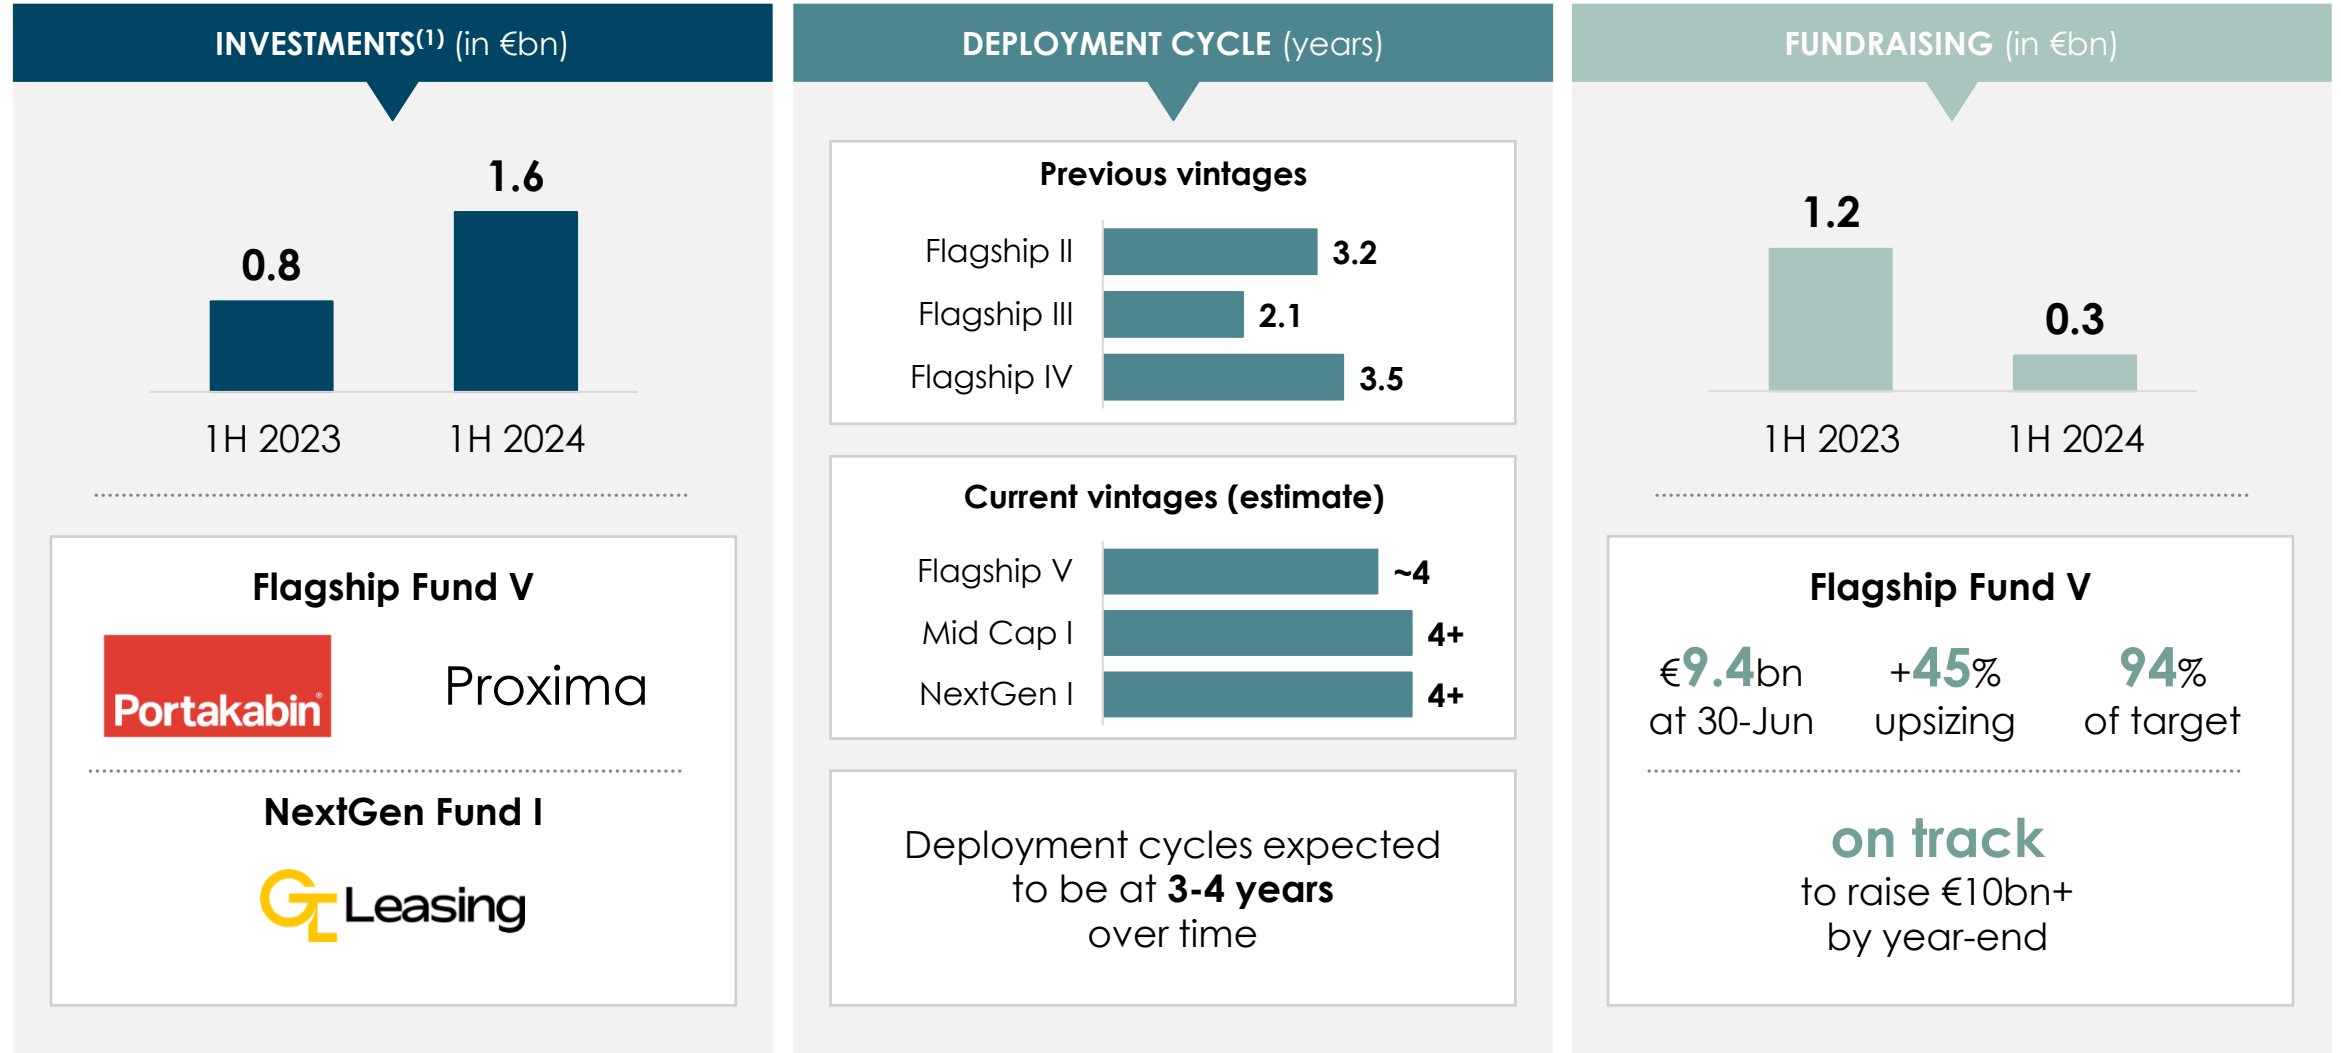 INVESTMENTS(1) (in €bn)
0.8
1.6
1H 2023
1H 2024
Flagship Fund V
Portakabin®
Proxima
NextGen Fund I
GL Leasing
DEPLOYMENT CYCLE (years)
Previous vintages
Flagship II 3.2
Flagship III 2.1
Flagship IV 3.5
Current vintages (estimate)
Flagship V ~4
Mid Cap I 4+
NextGen I 4+
Deployment cycles expected
to be at 3-4 years
over time
FUNDRAISING (in €bn)
1.2
0.3
1H 2023
1H 2024
Flagship Fund V
€9.4bn
at 30-Jun
+45%
upsizing
94%
of target
on track
to raise €10bn+
by year-end